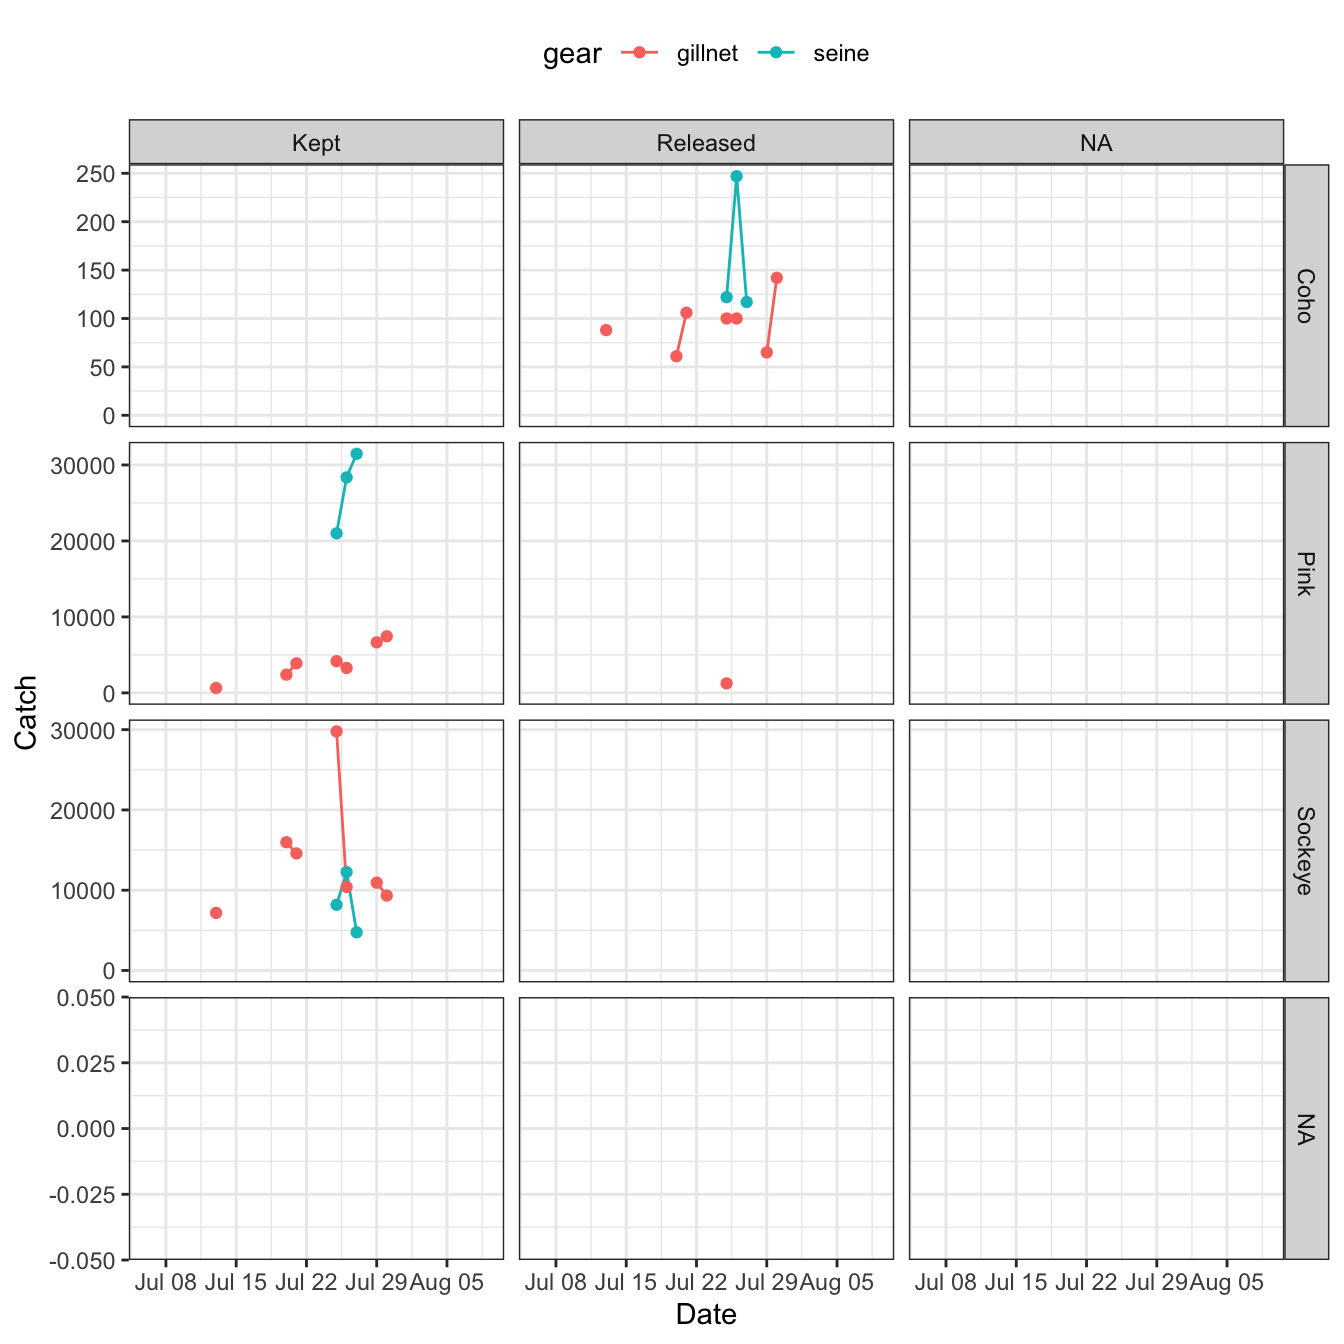 gear gillnet seine
Kept Released NA
250
200
150
100
50
0
Coho
30000
20000
10000
0
Pink
Catch
30000
20000
10000
0
Sockeye
0.050
0.025
0.000
-0.025
-0.050
NA
Jul 08 Jul 15 Jul 22 Jul 29 Aug 05 Jul 08 Jul 15 Jul 22 Jul 29 Aug 05 Jul 08 Jul 15 Jul 22 Jul 29 Aug 05
Date